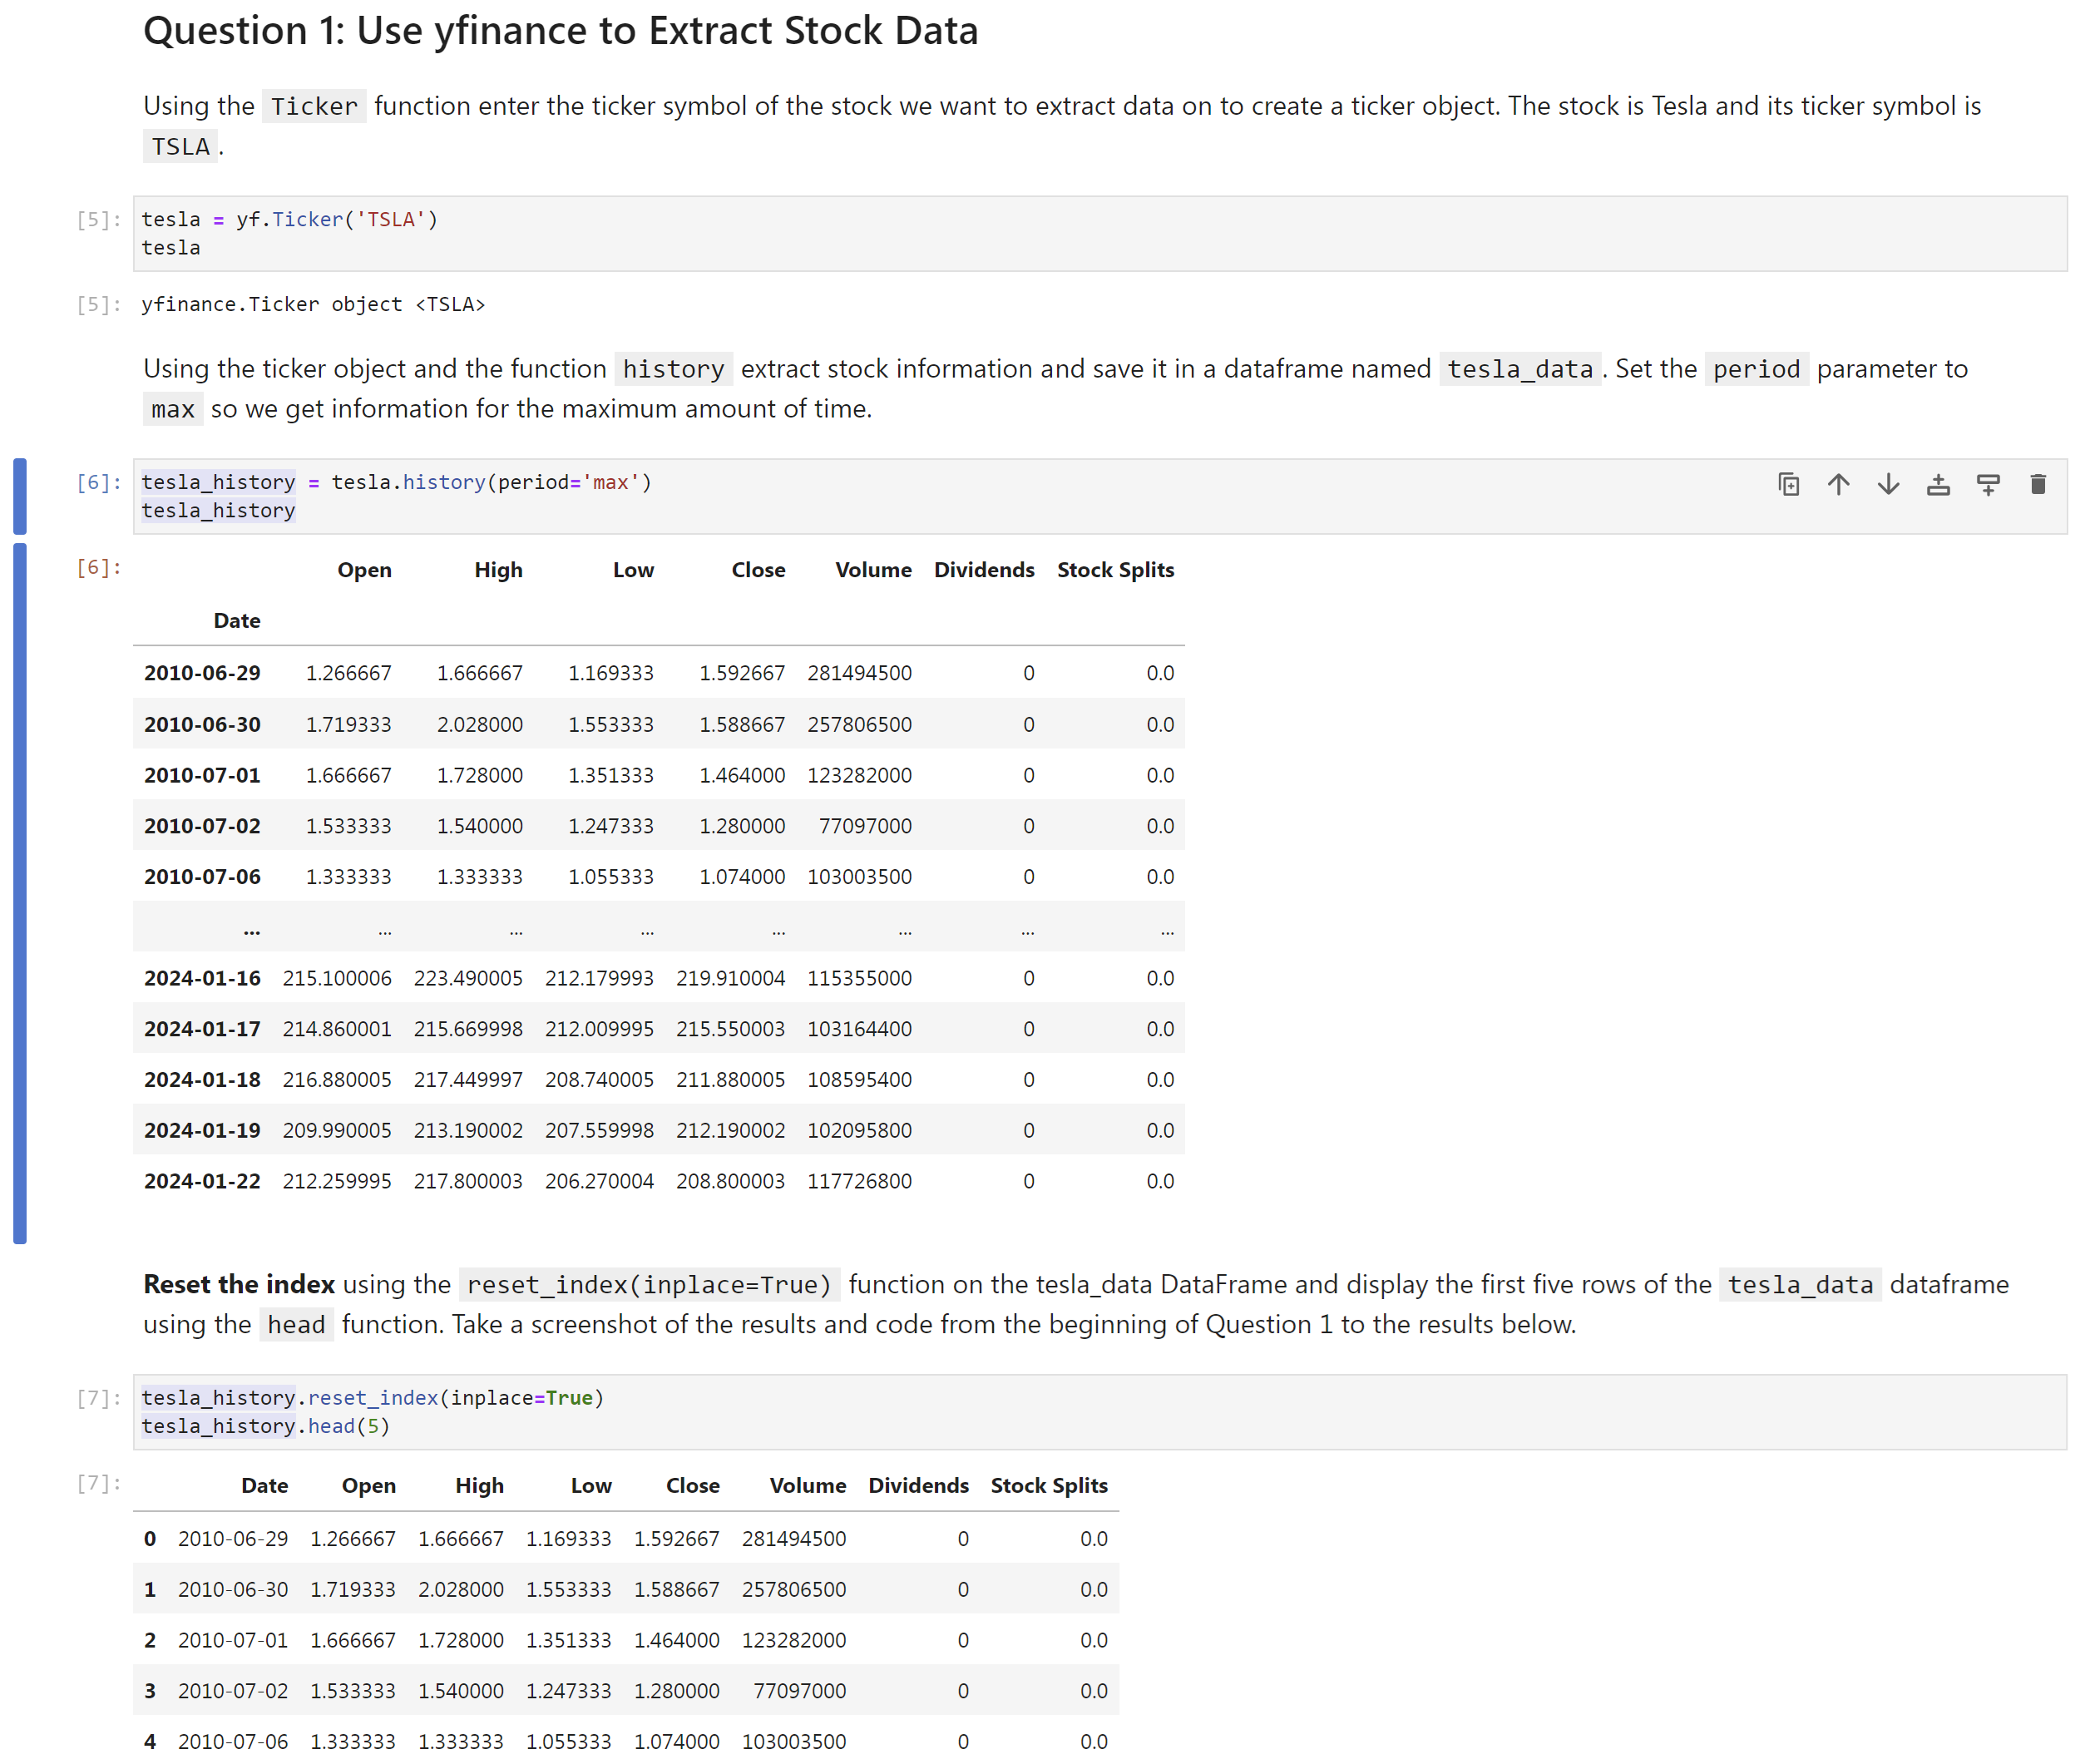 Question 1: Use yfinance to Extract Stock Data
Using the Ticker function enter the ticker symbol of the stock we want to extract data on to create a ticker object. The stock is Tesla and its ticker symbol is
TSLA .
[5]: tesla = yf.Ticker('TSLA')
tesla
[5]: yfinance.Ticker object <TSLA>
Using the ticker object and the function history extract stock information and save it in a dataframe named tesla_data . Set the period parameter to
max so we get information for the maximum amount of time.
[6]: tesla_history = tesla.history(period='max')
tesla_history
[6]: Open High Low Close Volume Dividends Stock Splits
Date
2010-06-29 1.266667 1.666667 1.169333 1.592667 281494500 0 0.0
2010-06-30 1.719333 2.028000 1.553333 1.588667 257806500 0 0.0
2010-07-01 1.666667 1.728000 1.351333 1.464000 123282000 0 0.0
2010-07-02 1.533333 1.540000 1.247333 1.280000 77097000 0 0.0
2010-07-06 1.333333 1.333333 1.055333 1.074000 103003500 0 0.0
... ... ... ... ... ... ... ...
2024-01-16 215.100006 223.490005 212.179993 219.910004 115355000 0 0.0
2024-01-17 214.860001 215.669998 212.009995 215.550003 103164400 0 0.0
2024-01-18 216.880005 217.449997 208.740005 211.880005 108595400 0 0.0
2024-01-19 209.990005 213.190002 207.559998 212.190002 102095800 0 0.0
2024-01-22 212.259995 217.800003 206.270004 208.800003 117726800 0 0.0
Reset the index using the reset_index(inplace=True) function on the tesla_data DataFrame and display the first five rows of the tesla_data dataframe
using the head function. Take a screenshot of the results and code from the beginning of Question 1 to the results below.
[7]: tesla_history.reset_index(inplace=True)
tesla_history.head(5)
[7]: Date Open High Low Close Volume Dividends Stock Splits
0 2010-06-29 1.266667 1.666667 1.169333 1.592667 281494500 0 0.0
1 2010-06-30 1.719333 2.028000 1.553333 1.588667 257806500 0 0.0
2 2010-07-01 1.666667 1.728000 1.351333 1.464000 123282000 0 0.0
3 2010-07-02 1.533333 1.540000 1.247333 1.280000 77097000 0 0.0
4 2010-07-06 1.333333 1.333333 1.055333 1.074000 103003500 0 0.0